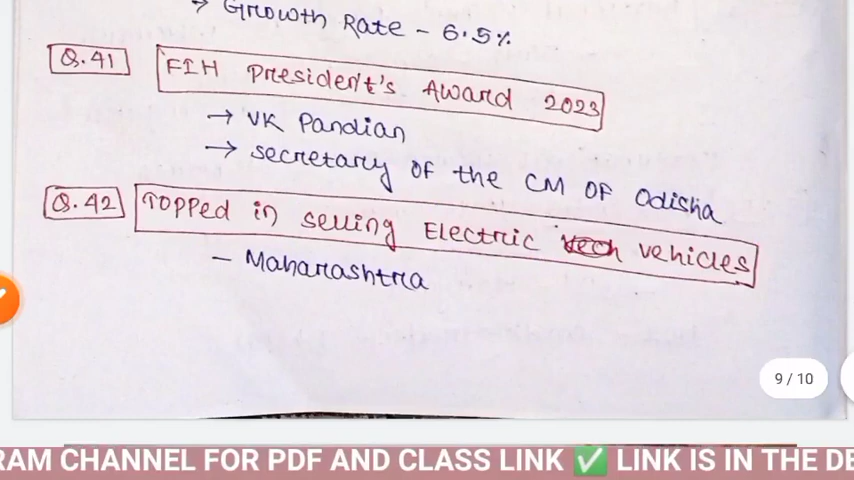 → Growth Rate - 6.5%
Q.41 FIH President's Award 2023
→ VK Pandian
→ secretary of the CM of Odisha
Q.42 Topped in selling Electric vehicles
- Maharashtra
9 / 10
RAM CHANNEL FOR PDF AND CLASS LINK ✅ LINK IS IN THE DE